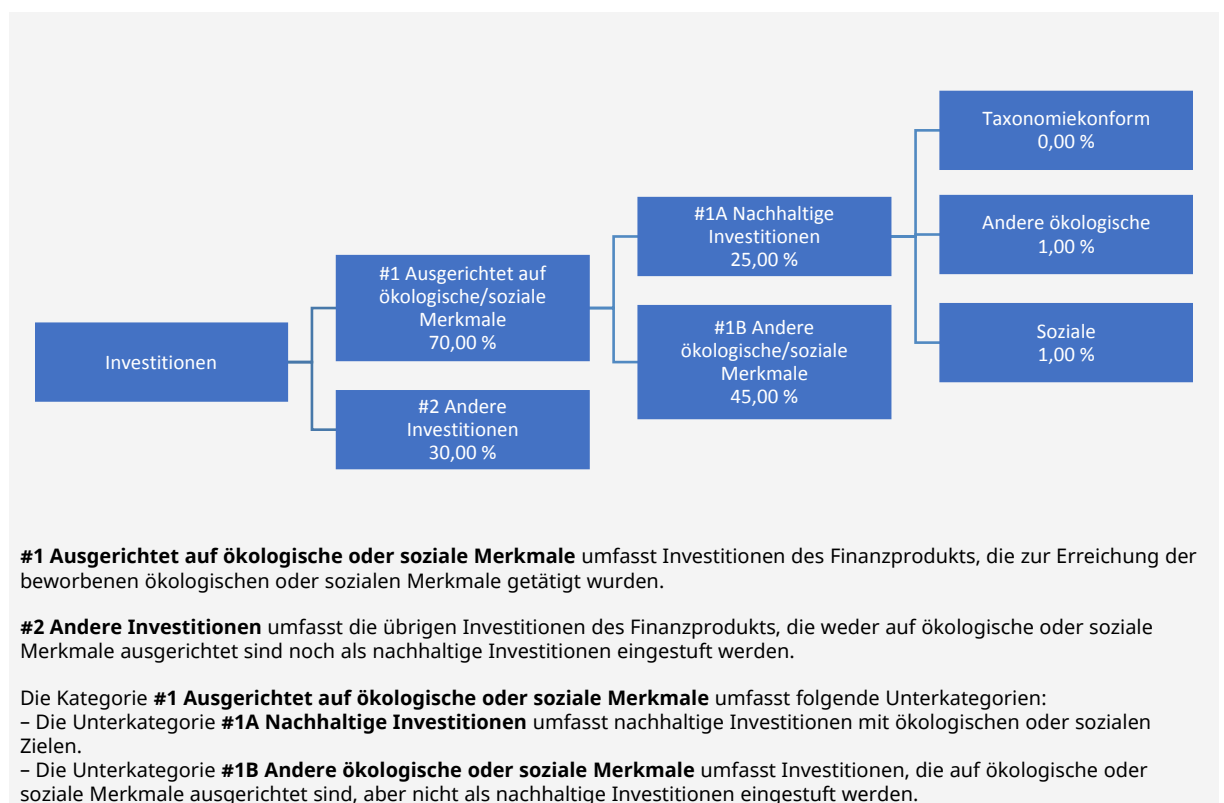 Investitionen
#1 Ausgerichtet auf
ökologische/soziale
Merkmale
70,00 %
#2 Andere
Investitionen
30,00 %
#1A Nachhaltige
Investitionen
25,00 %
#1B Andere
ökologische/soziale
Merkmale
45,00 %
Taxonomiekonform
0,00 %
Andere ökologische
1,00 %
Soziale
1,00 %
#1 Ausgerichtet auf ökologische oder soziale Merkmale umfasst Investitionen des Finanzprodukts, die zur Erreichung der
beworbenen ökologischen oder sozialen Merkmale getätigt wurden.
#2 Andere Investitionen umfasst die übrigen Investitionen des Finanzprodukts, die weder auf ökologische oder soziale
Merkmale ausgerichtet sind noch als nachhaltige Investitionen eingestuft werden.
Die Kategorie #1 Ausgerichtet auf ökologische oder soziale Merkmale umfasst folgende Unterkategorien:
– Die Unterkategorie #1A Nachhaltige Investitionen umfasst nachhaltige Investitionen mit ökologischen oder sozialen
Zielen.
– Die Unterkategorie #1B Andere ökologische oder soziale Merkmale umfasst Investitionen, die auf ökologische oder
soziale Merkmale ausgerichtet sind, aber nicht als nachhaltige Investitionen eingestuft werden.